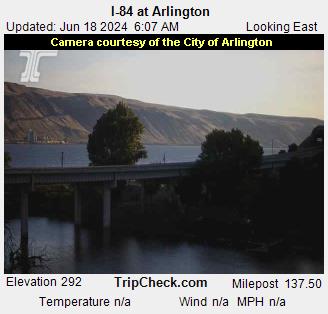 I-84 at Arlington
Updated: Jun 18 2024 6:07 AM Looking East
Camera courtesy of the City of Arlington
Elevation 292 TripCheck.com Milepost 137.50
Temperature n/a Wind n/a MPH n/a